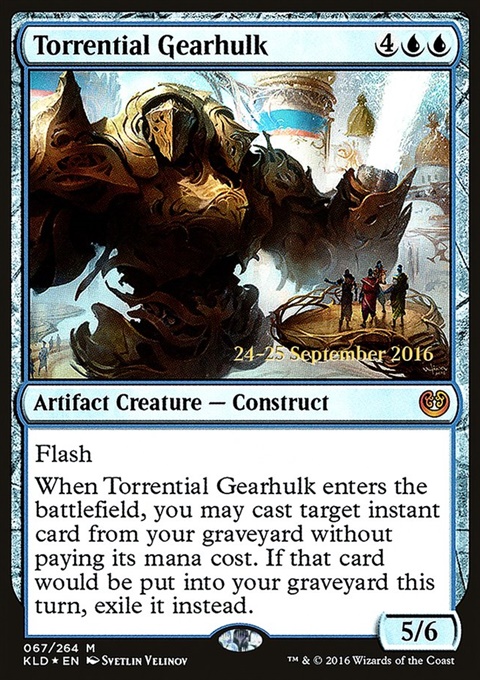 Torrential Gearhulk 4
24-25 September 2016
Artifact Creature — Construct
Flash
When Torrential Gearhulk enters the
battlefield, you may cast target instant
card from your graveyard without
paying its mana cost. If that card
would be put into your graveyard this
turn, exile it instead.
5/6
067/264 M
KLD ★ EN Svetlin Velinov
™ & © 2016 Wizards of the Coast